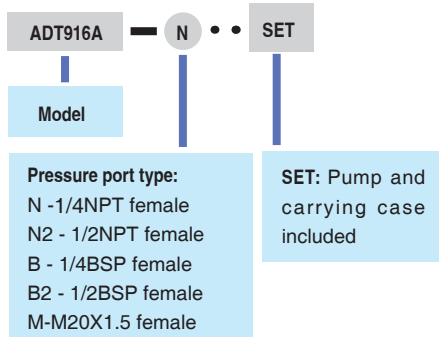 ADT916A — N • • SET
Model
Pressure port type:
N -1/4NPT female
N2 - 1/2NPT female
B - 1/4BSP female
B2 - 1/2BSP female
M-M20X1.5 female
SET: Pump and
carrying case
included